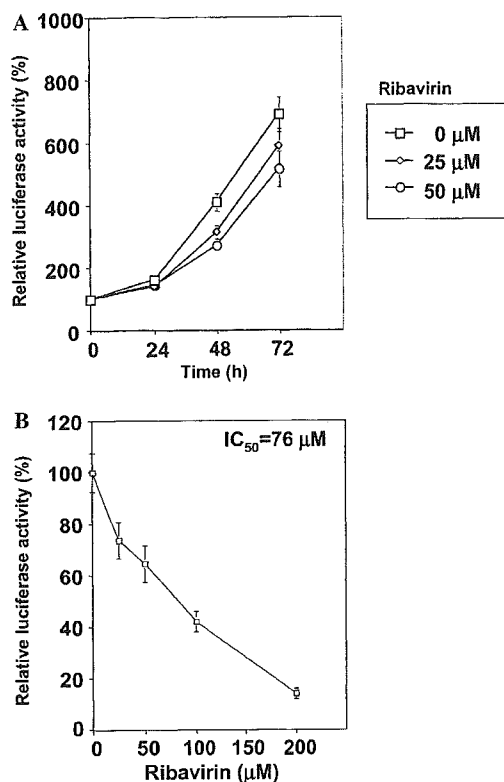 A
1000
800
600
400
200
0
Relative luciferase activity (%)
0 24 48 72
Time (h)
Ribavirin
0 µM
25 µM
50 µM
B
120
100
80
60
40
20
0
Relative luciferase activity (%)
IC50=76 µM
0 50 100 150 200
Ribavirin (µM)